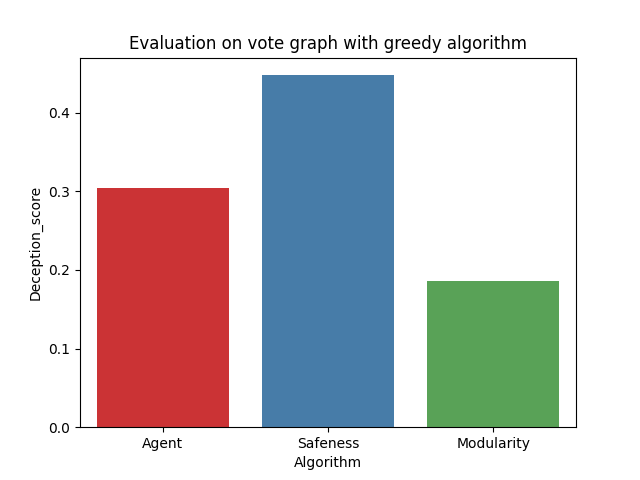 Evaluation on vote graph with greedy algorithm
Deception_score
0.4
0.3
0.2
0.1
0.0
Agent Safeness Modularity
Algorithm